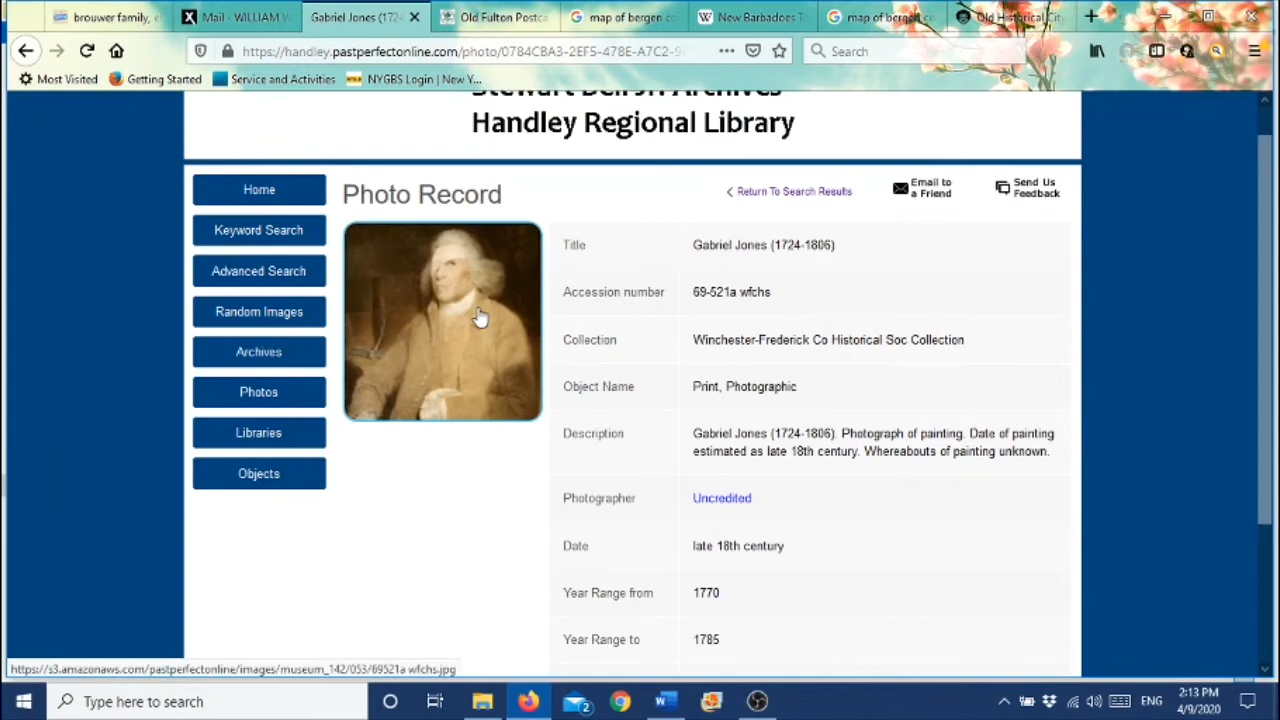 brouwer family, e
Mail - WILLIAM W
Gabriel Jones (1724
Old Fulton Postca
map of bergen co
New Barbadoes To
map of bergen co
Old Historical Cit
https://handley.pastperfectonline.com/photo/0784CBA3-2EF5-478E-A7C2-9
Search
Most Visited
Getting Started
Service and Activities
NYGBS Login | New Y...
Handley Regional Library
Home
Keyword Search
Advanced Search
Random Images
Archives
Photos
Libraries
Objects
Photo Record
Return To Search Results
Email to
a Friend
Send Us
Feedback
Title
Gabriel Jones (1724-1806)
Accession number
69-521a wfchs
Collection
Winchester-Frederick Co Historical Soc Collection
Object Name
Print, Photographic
Description
Gabriel Jones (1724-1806). Photograph of painting. Date of painting
estimated as late 18th century. Whereabouts of painting unknown.
Photographer
Uncredited
Date
late 18th century
Year Range from
1770
Year Range to
1785
https://s3.amazonaws.com/pastperfectonline/images/museum_142/053/69521a wfchs.jpg
Type here to search
2
ENG
2:13 PM
4/9/2020